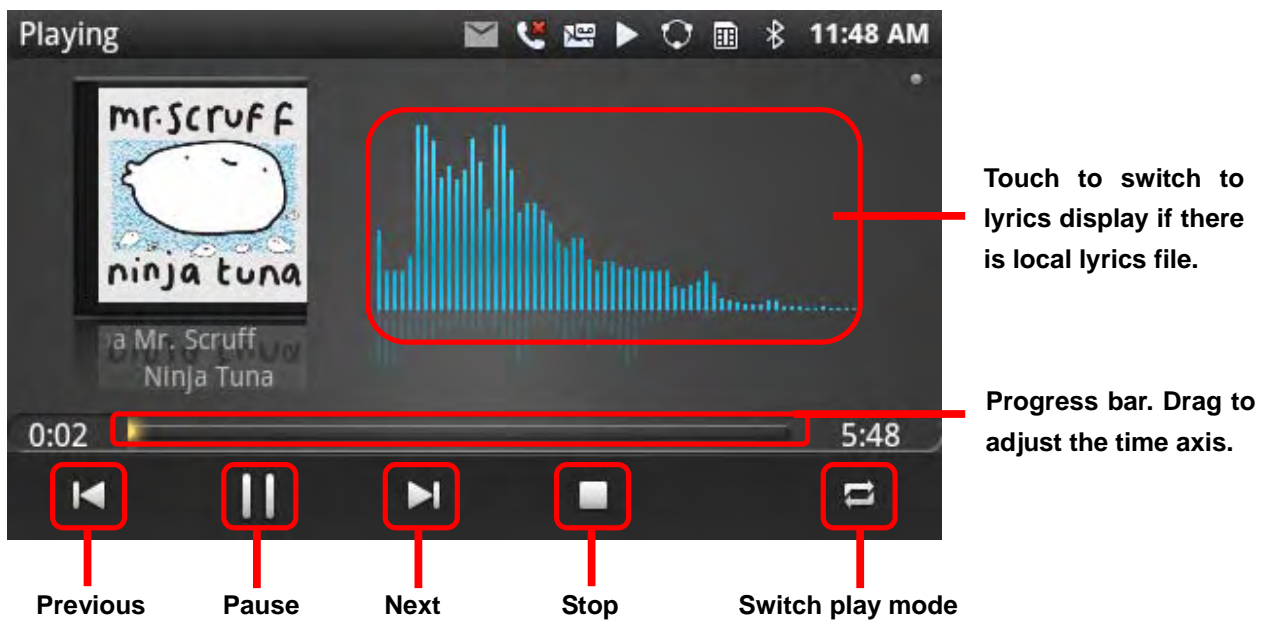 Playing
11:48 AM
mr.scruff
ninja tuna
a Mr. Scruff
Ninja Tuna
Touch to switch to
lyrics display if there
is local lyrics file.
Progress bar. Drag to
adjust the time axis.
0:02
5:48
Previous
Pause
Next
Stop
Switch play mode